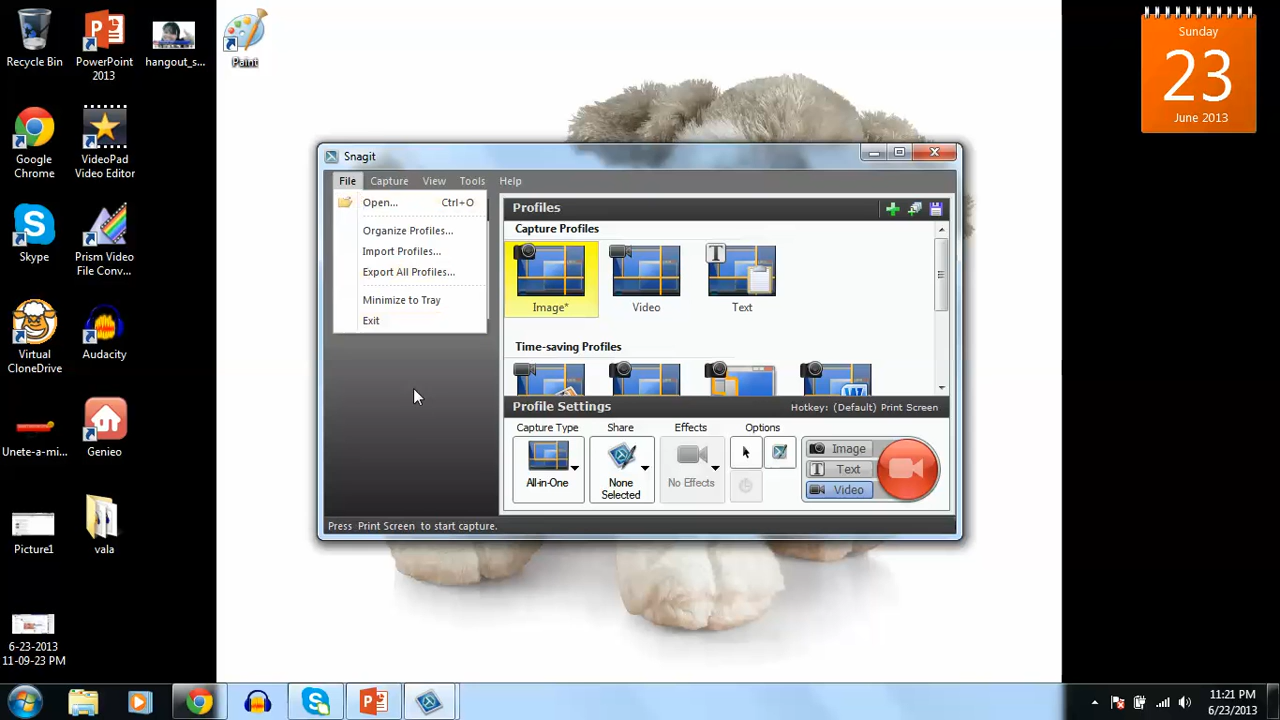 Recycle Bin
PowerPoint
2013
hangout_s...
Paint
Google
Chrome
VideoPad
Video Editor
Skype
Prism Video
File Conv...
Virtual
CloneDrive
Audacity
Unete-a-mi...
Genieo
Picture1
vala
6-23-2013
11-09-23 PM
Sunday
23
June 2013
Snagit
File Capture View Tools Help
Open... Ctrl+O
Organize Profiles...
Import Profiles...
Export All Profiles...
Minimize to Tray
Exit
Profiles
Capture Profiles
T
Image* Video Text
Time-saving Profiles
W
Profile Settings Hotkey: (Default) Print Screen
Capture Type Share Effects Options
All-in-One
None
Selected
No Effects
Image
T Text
Video
Press Print Screen to start capture.
11:21 PM
6/23/2013